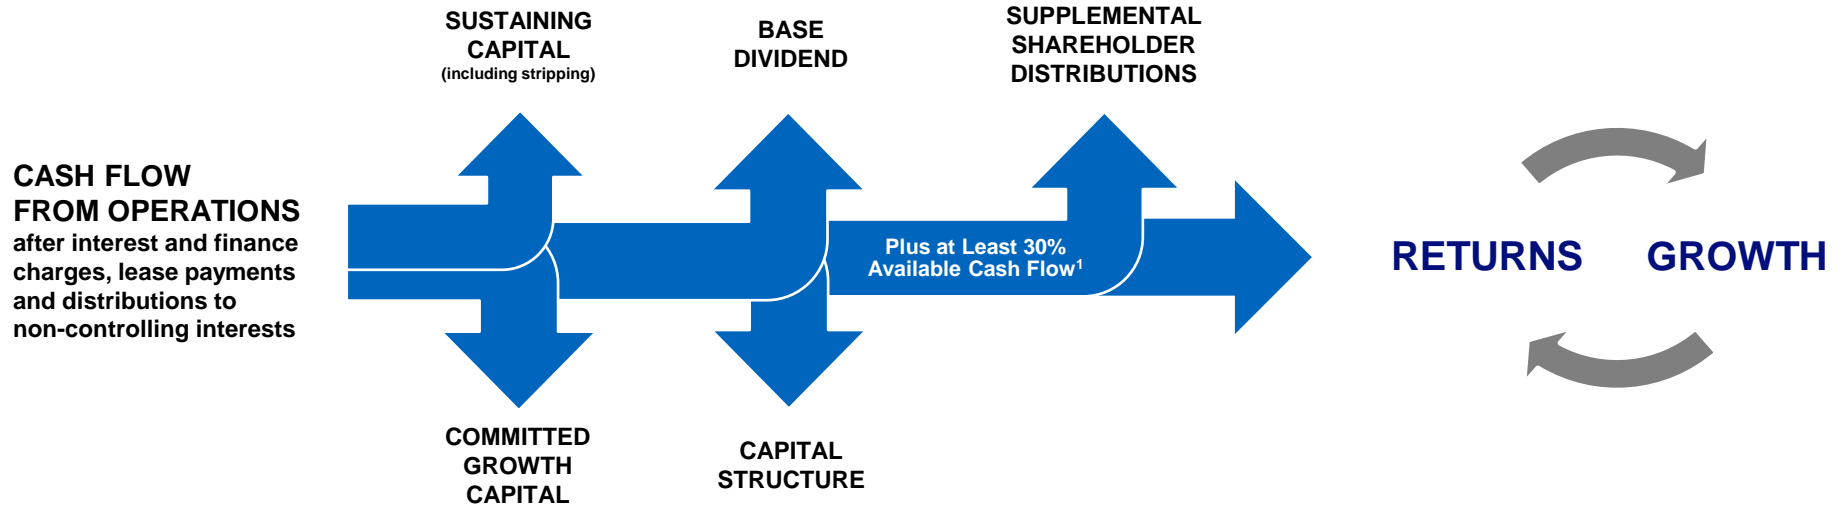 CASH FLOW
FROM OPERATIONS
after interest and finance
charges, lease payments
and distributions to
non-controlling interests
SUSTAINING
CAPITAL
(including stripping)
COMMITTED
GROWTH
CAPITAL
BASE
DIVIDEND
CAPITAL
STRUCTURE
SUPPLEMENTAL
SHAREHOLDER
DISTRIBUTIONS
Plus at Least 30%
Available Cash Flow¹
RETURNS GROWTH